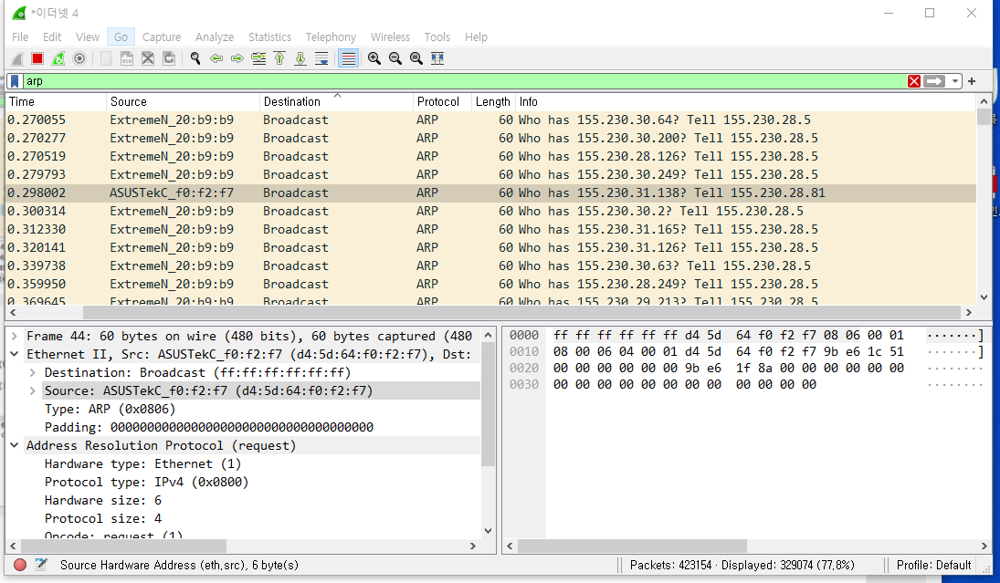 *이더넷 4
File Edit View Go Capture Analyze Statistics Telephony Wireless Tools Help
arp
Time Source Destination Protocol Length Info
0.270055 ExtremeN_20:b9:b9 Broadcast ARP 60 Who has 155.230.30.64? Tell 155.230.28.5
0.270277 ExtremeN_20:b9:b9 Broadcast ARP 60 Who has 155.230.30.200? Tell 155.230.28.5
0.270519 ExtremeN_20:b9:b9 Broadcast ARP 60 Who has 155.230.28.126? Tell 155.230.28.5
0.279793 ExtremeN_20:b9:b9 Broadcast ARP 60 Who has 155.230.30.249? Tell 155.230.28.5
0.298002 ASUSTekC_f0:f2:f7 Broadcast ARP 60 Who has 155.230.31.138? Tell 155.230.28.81
0.300314 ExtremeN_20:b9:b9 Broadcast ARP 60 Who has 155.230.30.2? Tell 155.230.28.5
0.312330 ExtremeN_20:b9:b9 Broadcast ARP 60 Who has 155.230.31.165? Tell 155.230.28.5
0.320141 ExtremeN_20:b9:b9 Broadcast ARP 60 Who has 155.230.31.126? Tell 155.230.28.5
0.339738 ExtremeN_20:b9:b9 Broadcast ARP 60 Who has 155.230.30.63? Tell 155.230.28.5
0.359950 ExtremeN_20:b9:b9 Broadcast ARP 60 Who has 155.230.28.249? Tell 155.230.28.5
0.369645 ExtremeN_20:b9:b9 Broadcast ARP 60 Who has 155.230.29.213? Tell 155.230.28.5
Frame 44: 60 bytes on wire (480 bits), 60 bytes captured (480
Ethernet II, Src: ASUSTekC_f0:f2:f7 (d4:5d:64:f0:f2:f7), Dst:
Destination: Broadcast (ff:ff:ff:ff:ff:ff)
Source: ASUSTekC_f0:f2:f7 (d4:5d:64:f0:f2:f7)
Type: ARP (0x0806)
Padding: 000000000000000000000000000000000000
Address Resolution Protocol (request)
Hardware type: Ethernet (1)
Protocol type: IPv4 (0x0800)
Hardware size: 6
Protocol size: 4
Opcode: request (1)
0000 ff ff ff ff ff ff d4 5d 64 f0 f2 f7 08 06 00 01 ·······]
0010 08 00 06 04 00 01 d4 5d 64 f0 f2 f7 9b e6 1c 51 ·······]
0020 00 00 00 00 00 00 9b e6 1f 8a 00 00 00 00 00 00 ········
0030 00 00 00 00 00 00 00 00 00 00 00 00 ········
Source Hardware Address (eth.src), 6 byte(s)
Packets: 423154 · Displayed: 329074 (77.8%)
Profile: Default